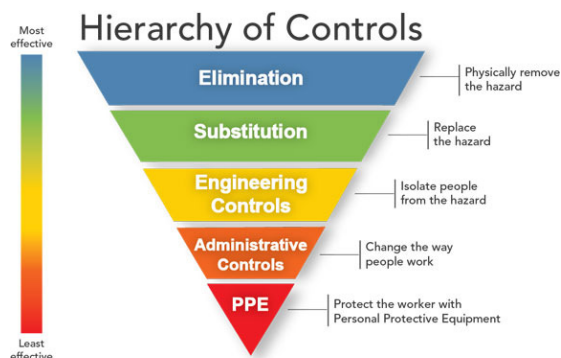 Hierarchy of Controls
Most
effective
Elimination
Physically remove
the hazard
Substitution
Replace
the hazard
Engineering
Controls
Isolate people
from the hazard
Administrative
Controls
Change the way
people work
PPE
Protect the worker with
Personal Protective Equipment
Least
effective